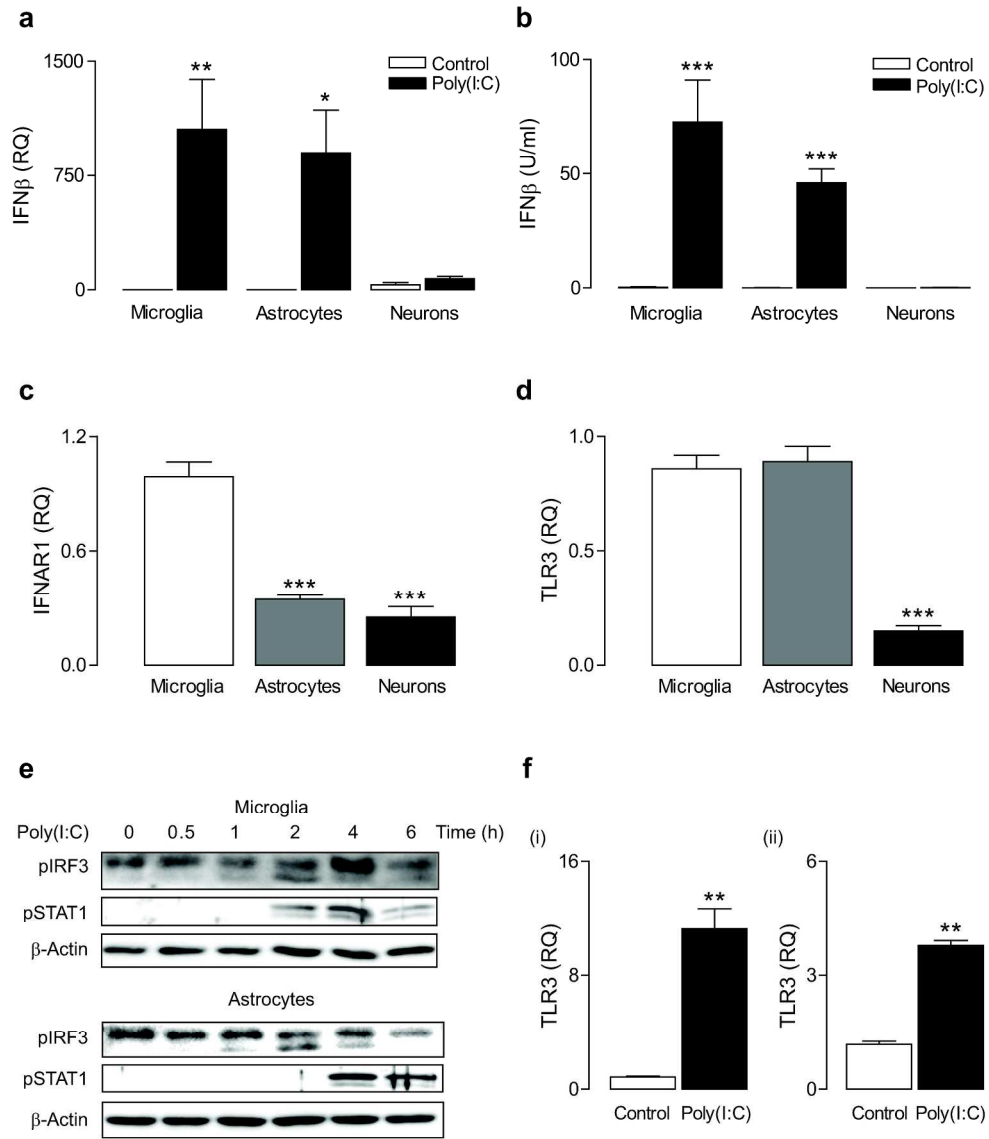 a
1500
750
0
IFNβ (RQ)
**
*
Control
Poly(I:C)
Microglia Astrocytes Neurons
b
100
50
0
IFNβ (U/ml)
***
***
Control
Poly(I:C)
Microglia Astrocytes Neurons
c
1.2
0.6
0.0
IFNAR1 (RQ)
***
***
Microglia Astrocytes Neurons
d
1.0
0.5
0.0
TLR3 (RQ)
***
Microglia Astrocytes Neurons
e
Microglia
Poly(I:C) 0 0.5 1 2 4 6 Time (h)
pIRF3
pSTAT1
β-Actin
Astrocytes
pIRF3
pSTAT1
β-Actin
f
(i)
16
8
0
TLR3 (RQ)
**
Control Poly(I:C)
(ii)
6
3
0
TLR3 (RQ)
**
Control Poly(I:C)